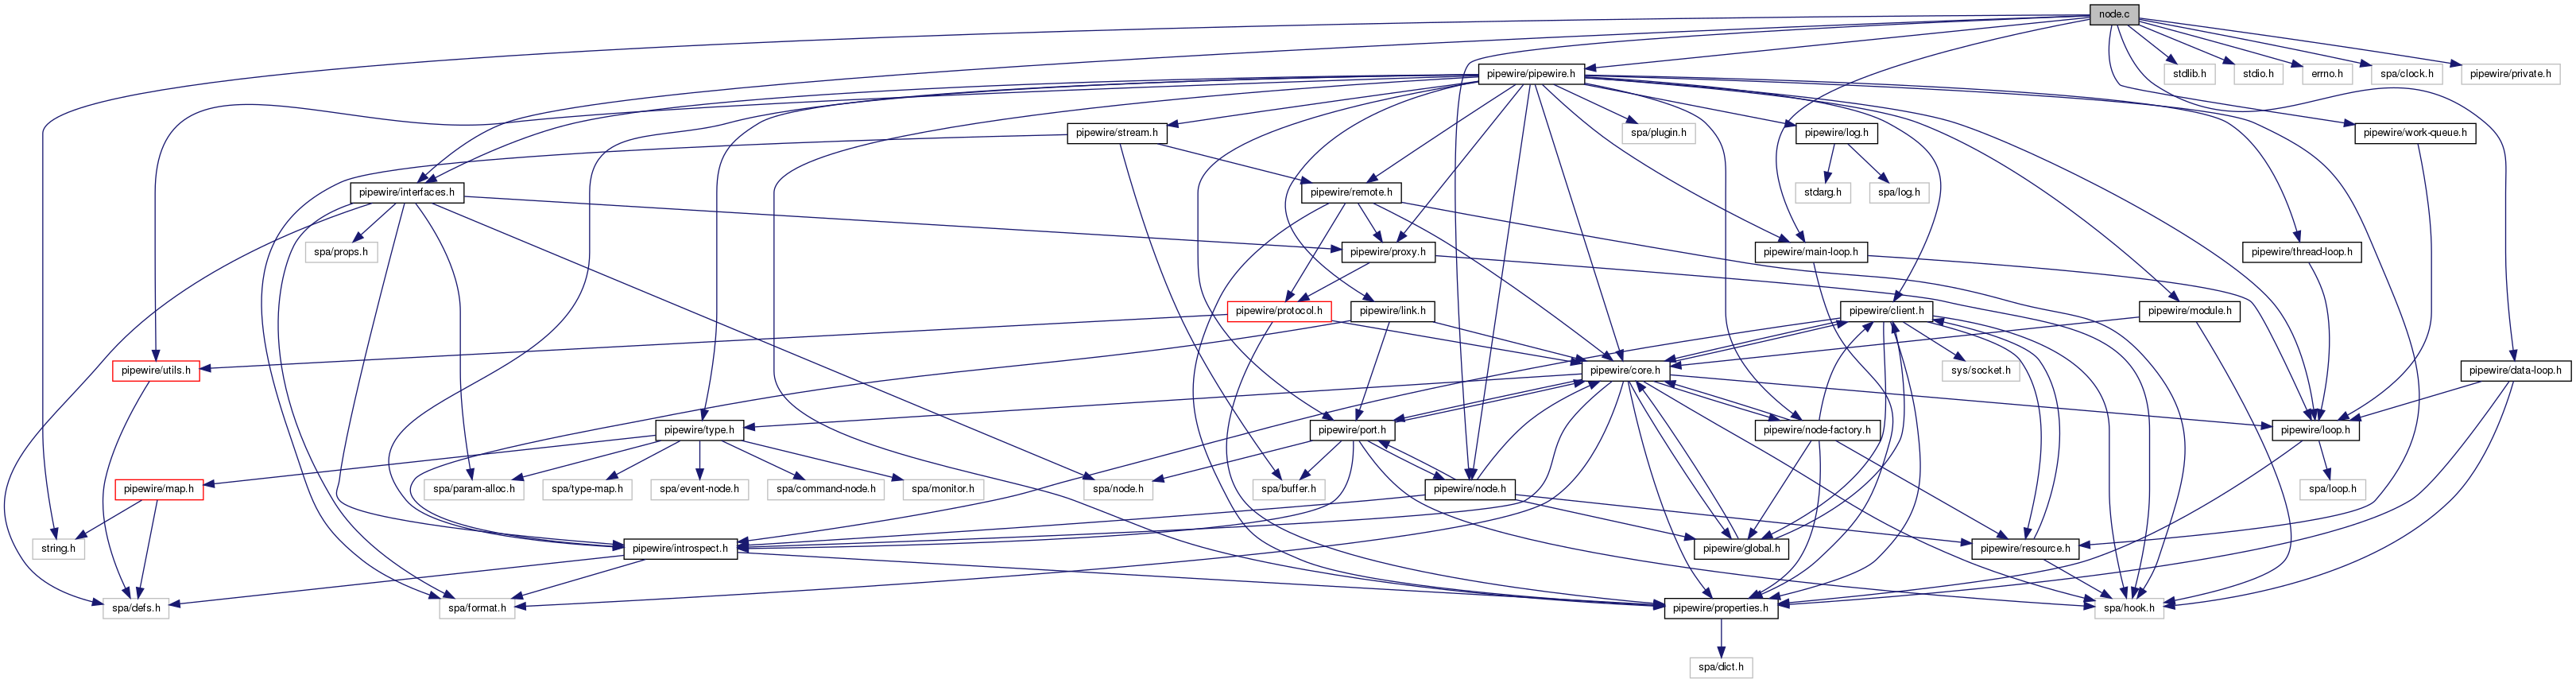 node.c
pipewire/pipewire.h
stdlib.h
stdio.h
errno.h
spa/clock.h
pipewire/private.h
pipewire/stream.h
spa/plugin.h
pipewire/log.h
pipewire/work-queue.h
pipewire/interfaces.h
pipewire/remote.h
stdarg.h
spa/log.h
spa/props.h
pipewire/proxy.h
pipewire/main-loop.h
pipewire/thread-loop.h
pipewire/protocol.h
pipewire/link.h
pipewire/client.h
pipewire/module.h
pipewire/utils.h
pipewire/core.h
sys/socket.h
pipewire/data-loop.h
pipewire/type.h
pipewire/port.h
pipewire/node-factory.h
pipewire/loop.h
pipewire/map.h
spa/param-alloc.h
spa/type-map.h
spa/event-node.h
spa/command-node.h
spa/monitor.h
spa/node.h
spa/buffer.h
pipewire/node.h
spa/loop.h
string.h
pipewire/introspect.h
pipewire/global.h
pipewire/resource.h
spa/defs.h
spa/format.h
pipewire/properties.h
spa/hook.h
spa/dict.h